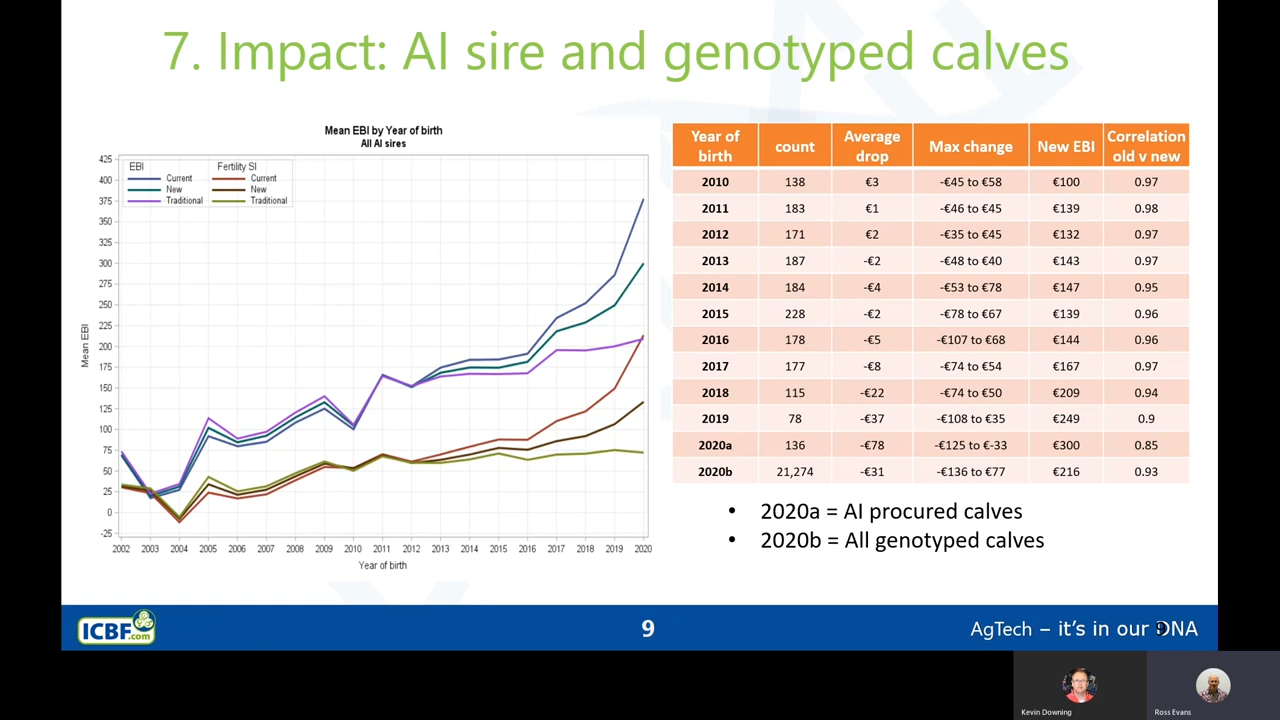 7. Impact: AI sire and genotyped calves
Mean EBI by Year of birth
All AI sires
EBI Fertility SI
Current Current
New New
Traditional Traditional
Mean EBI
425
400
375
350
325
300
275
250
225
200
175
150
125
100
75
50
25
0
-25
2002 2003 2004 2005 2006 2007 2008 2009 2010 2011 2012 2013 2014 2015 2016 2017 2018 2019 2020
Year of birth
Year of birth count Average drop Max change New EBI Correlation old v new
2010 138 €3 -€45 to €58 €100 0.97
2011 183 €1 -€46 to €45 €139 0.98
2012 171 €2 -€35 to €45 €132 0.97
2013 187 -€2 -€48 to €40 €143 0.97
2014 184 -€4 -€53 to €78 €147 0.95
2015 228 -€2 -€78 to €67 €139 0.96
2016 178 -€5 -€107 to €68 €144 0.96
2017 177 -€8 -€74 to €54 €167 0.97
2018 115 -€22 -€74 to €50 €209 0.94
2019 78 -€37 -€108 to €35 €249 0.9
2020a 136 -€78 -€125 to €-33 €300 0.85
2020b 21,274 -€31 -€136 to €77 €216 0.93
• 2020a = AI procured calves
• 2020b = All genotyped calves
ICBF.com
9
AgTech – it's in our DNA
9
Kevin Downing
Ross Evans